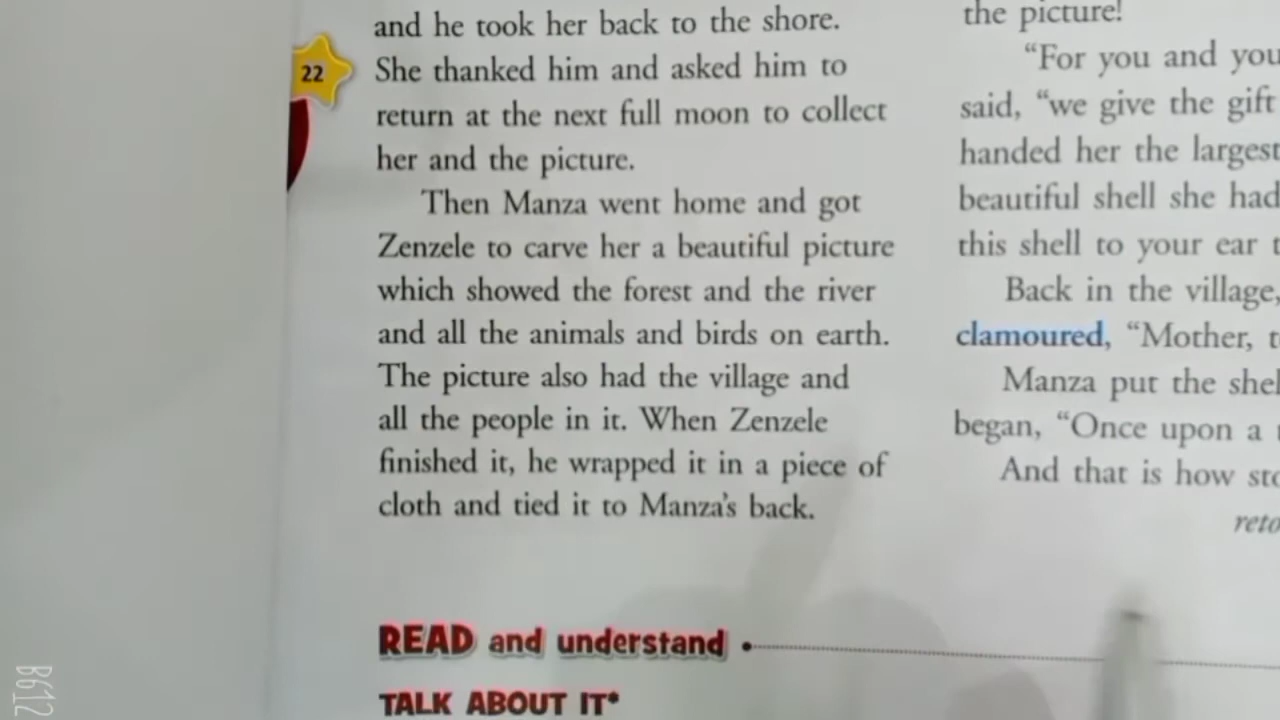 and he took her back to the shore.
22
She thanked him and asked him to
return at the next full moon to collect
her and the picture.
Then Manza went home and got
Zenzele to carve her a beautiful picture
which showed the forest and the river
and all the animals and birds on earth.
The picture also had the village and
all the people in it. When Zenzele
finished it, he wrapped it in a piece of
cloth and tied it to Manza's back.
the picture!
"For you and you
said, "we give the gift
handed her the largest
beautiful shell she had
this shell to your ear
Back in the village,
clamoured, "Mother,
Manza put the
began, "Once upon a
And that is how
READ and understand
TALK ABOUT IT*
B612